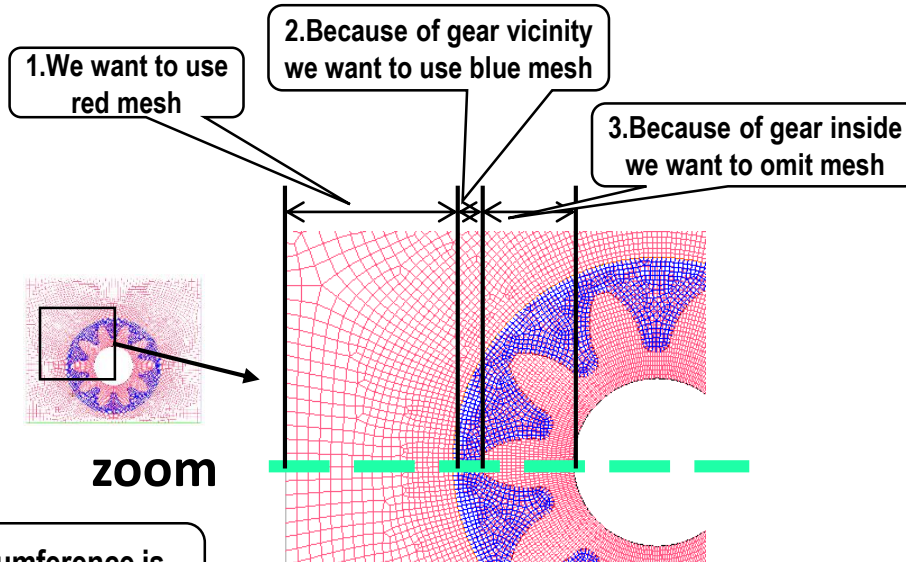 1.We want to use
red mesh
2.Because of gear vicinity
we want to use blue mesh
3.Because of gear inside
we want to omit mesh
zoom
is